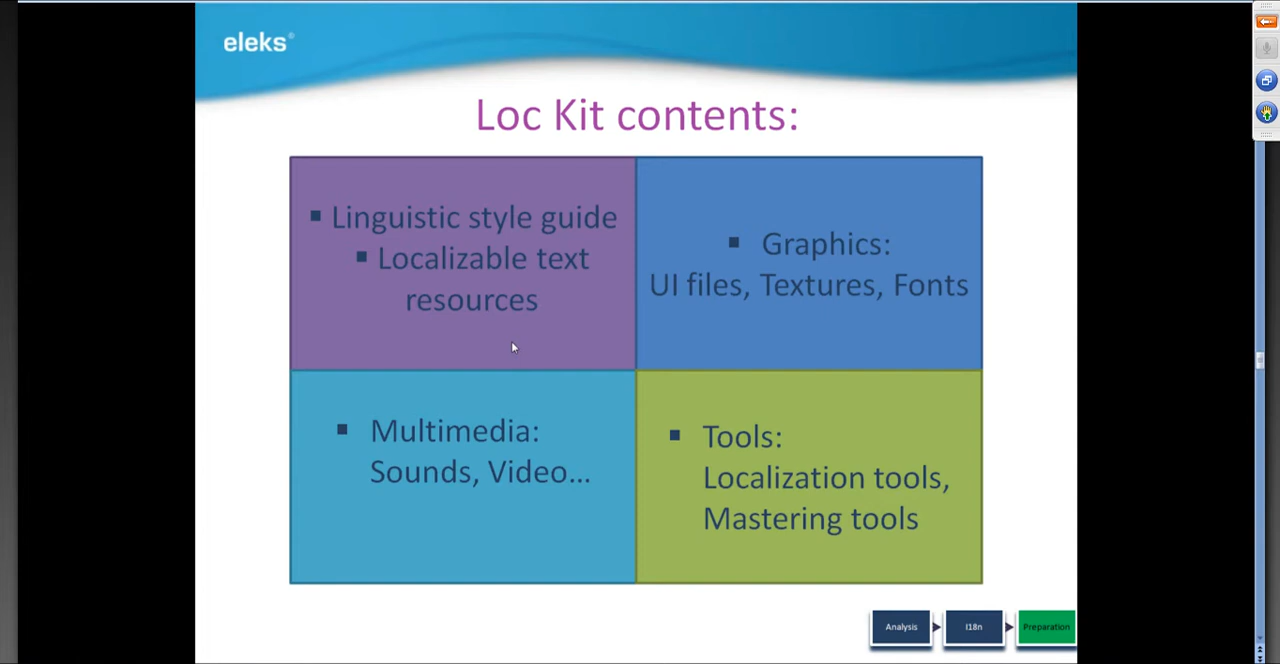 eleks®
Loc Kit contents:
▪ Linguistic style guide
▪ Localizable text
resources
▪ Graphics:
UI files, Textures, Fonts
▪ Multimedia:
Sounds, Video...
▪ Tools:
Localization tools,
Mastering tools
Analysis
I18n
Preparation